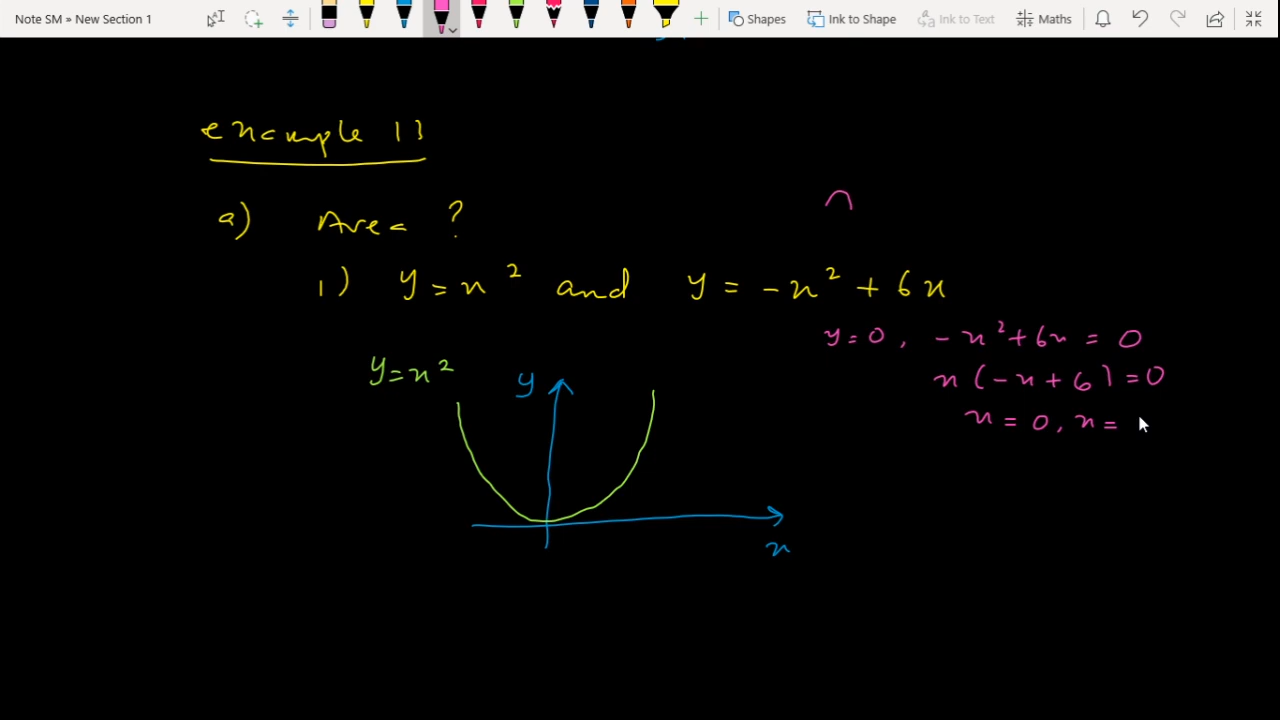 Note SM » New Section 1
Shapes Ink to Shape Ink to Text Maths
example 11
a) Area ?
1) y = x² and y = -x² + 6x
y = 0, -x² + 6x = 0
x (-x + 6) = 0
x = 0, x =
y = x²
y
x